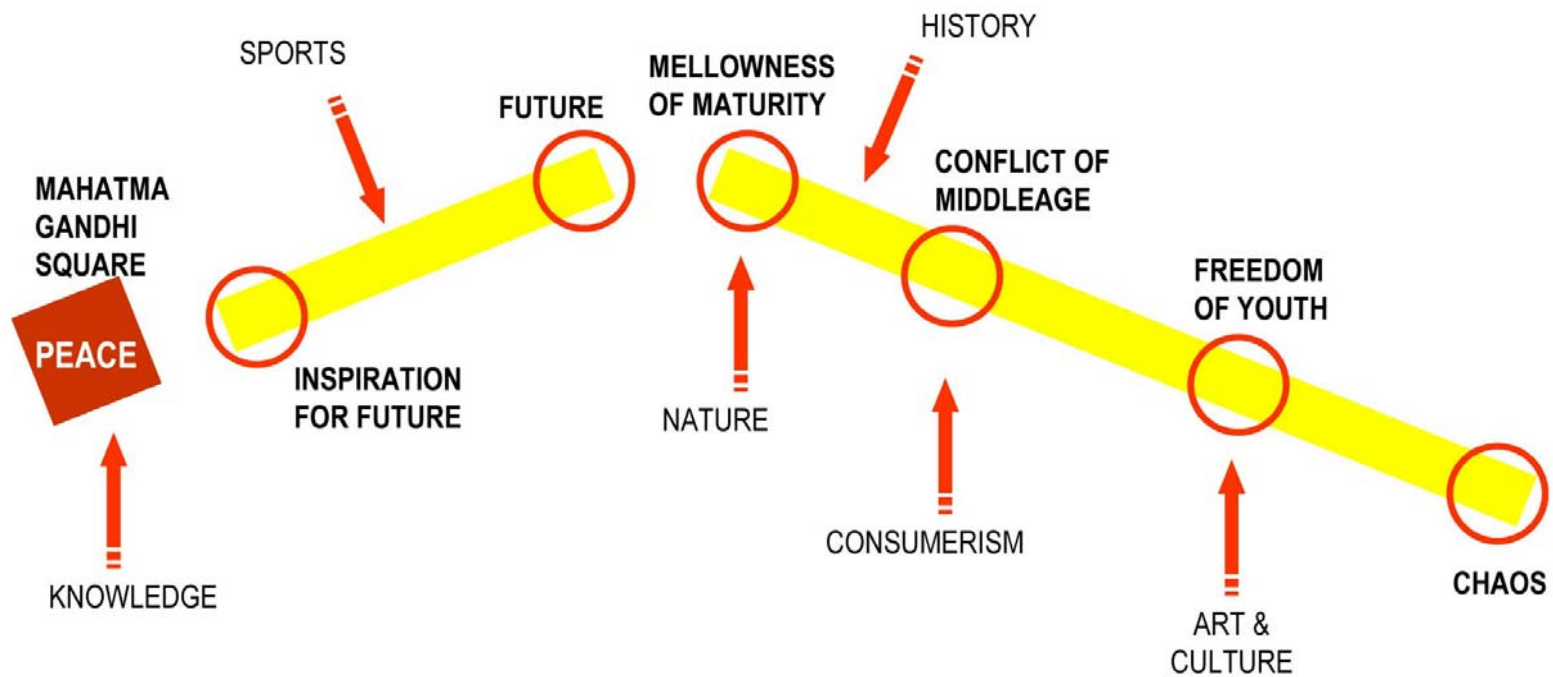 HISTORY
SPORTS
MELLOWNESS
OF MATURITY
FUTURE
CONFLICT OF
MIDDLEAGE
MAHATMA
GANDHI
SQUARE
FREEDOM
OF YOUTH
PEACE
INSPIRATION
FOR FUTURE
NATURE
CONSUMERISM
KNOWLEDGE
CHAOS
ART &
CULTURE